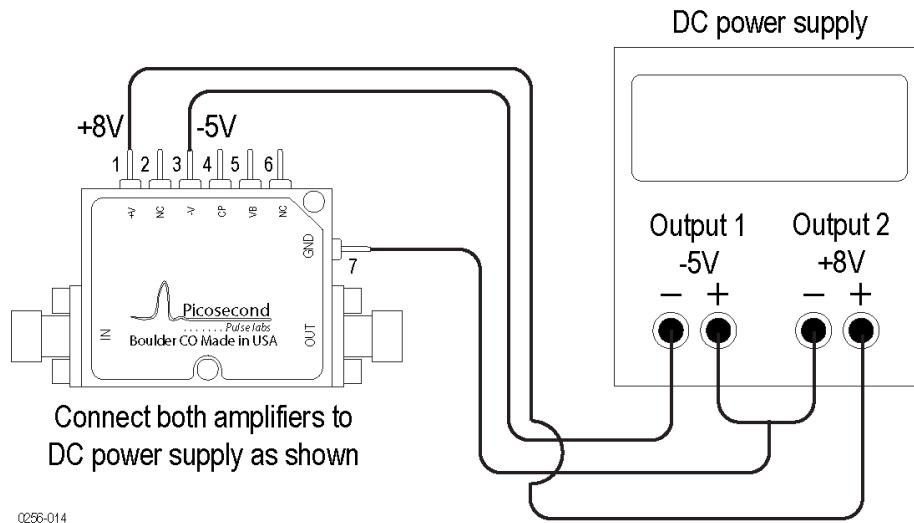 DC power supply
+8V
-5V
1 2 3 4 5 6
+V NC -V CP VB NC
GND
7
Output 1
-5V
Output 2
+8V
− + − +
IN
Picosecond
.......Pulse labs
Boulder CO Made in USA
OUT
Connect both amplifiers to
DC power supply as shown
0256-014